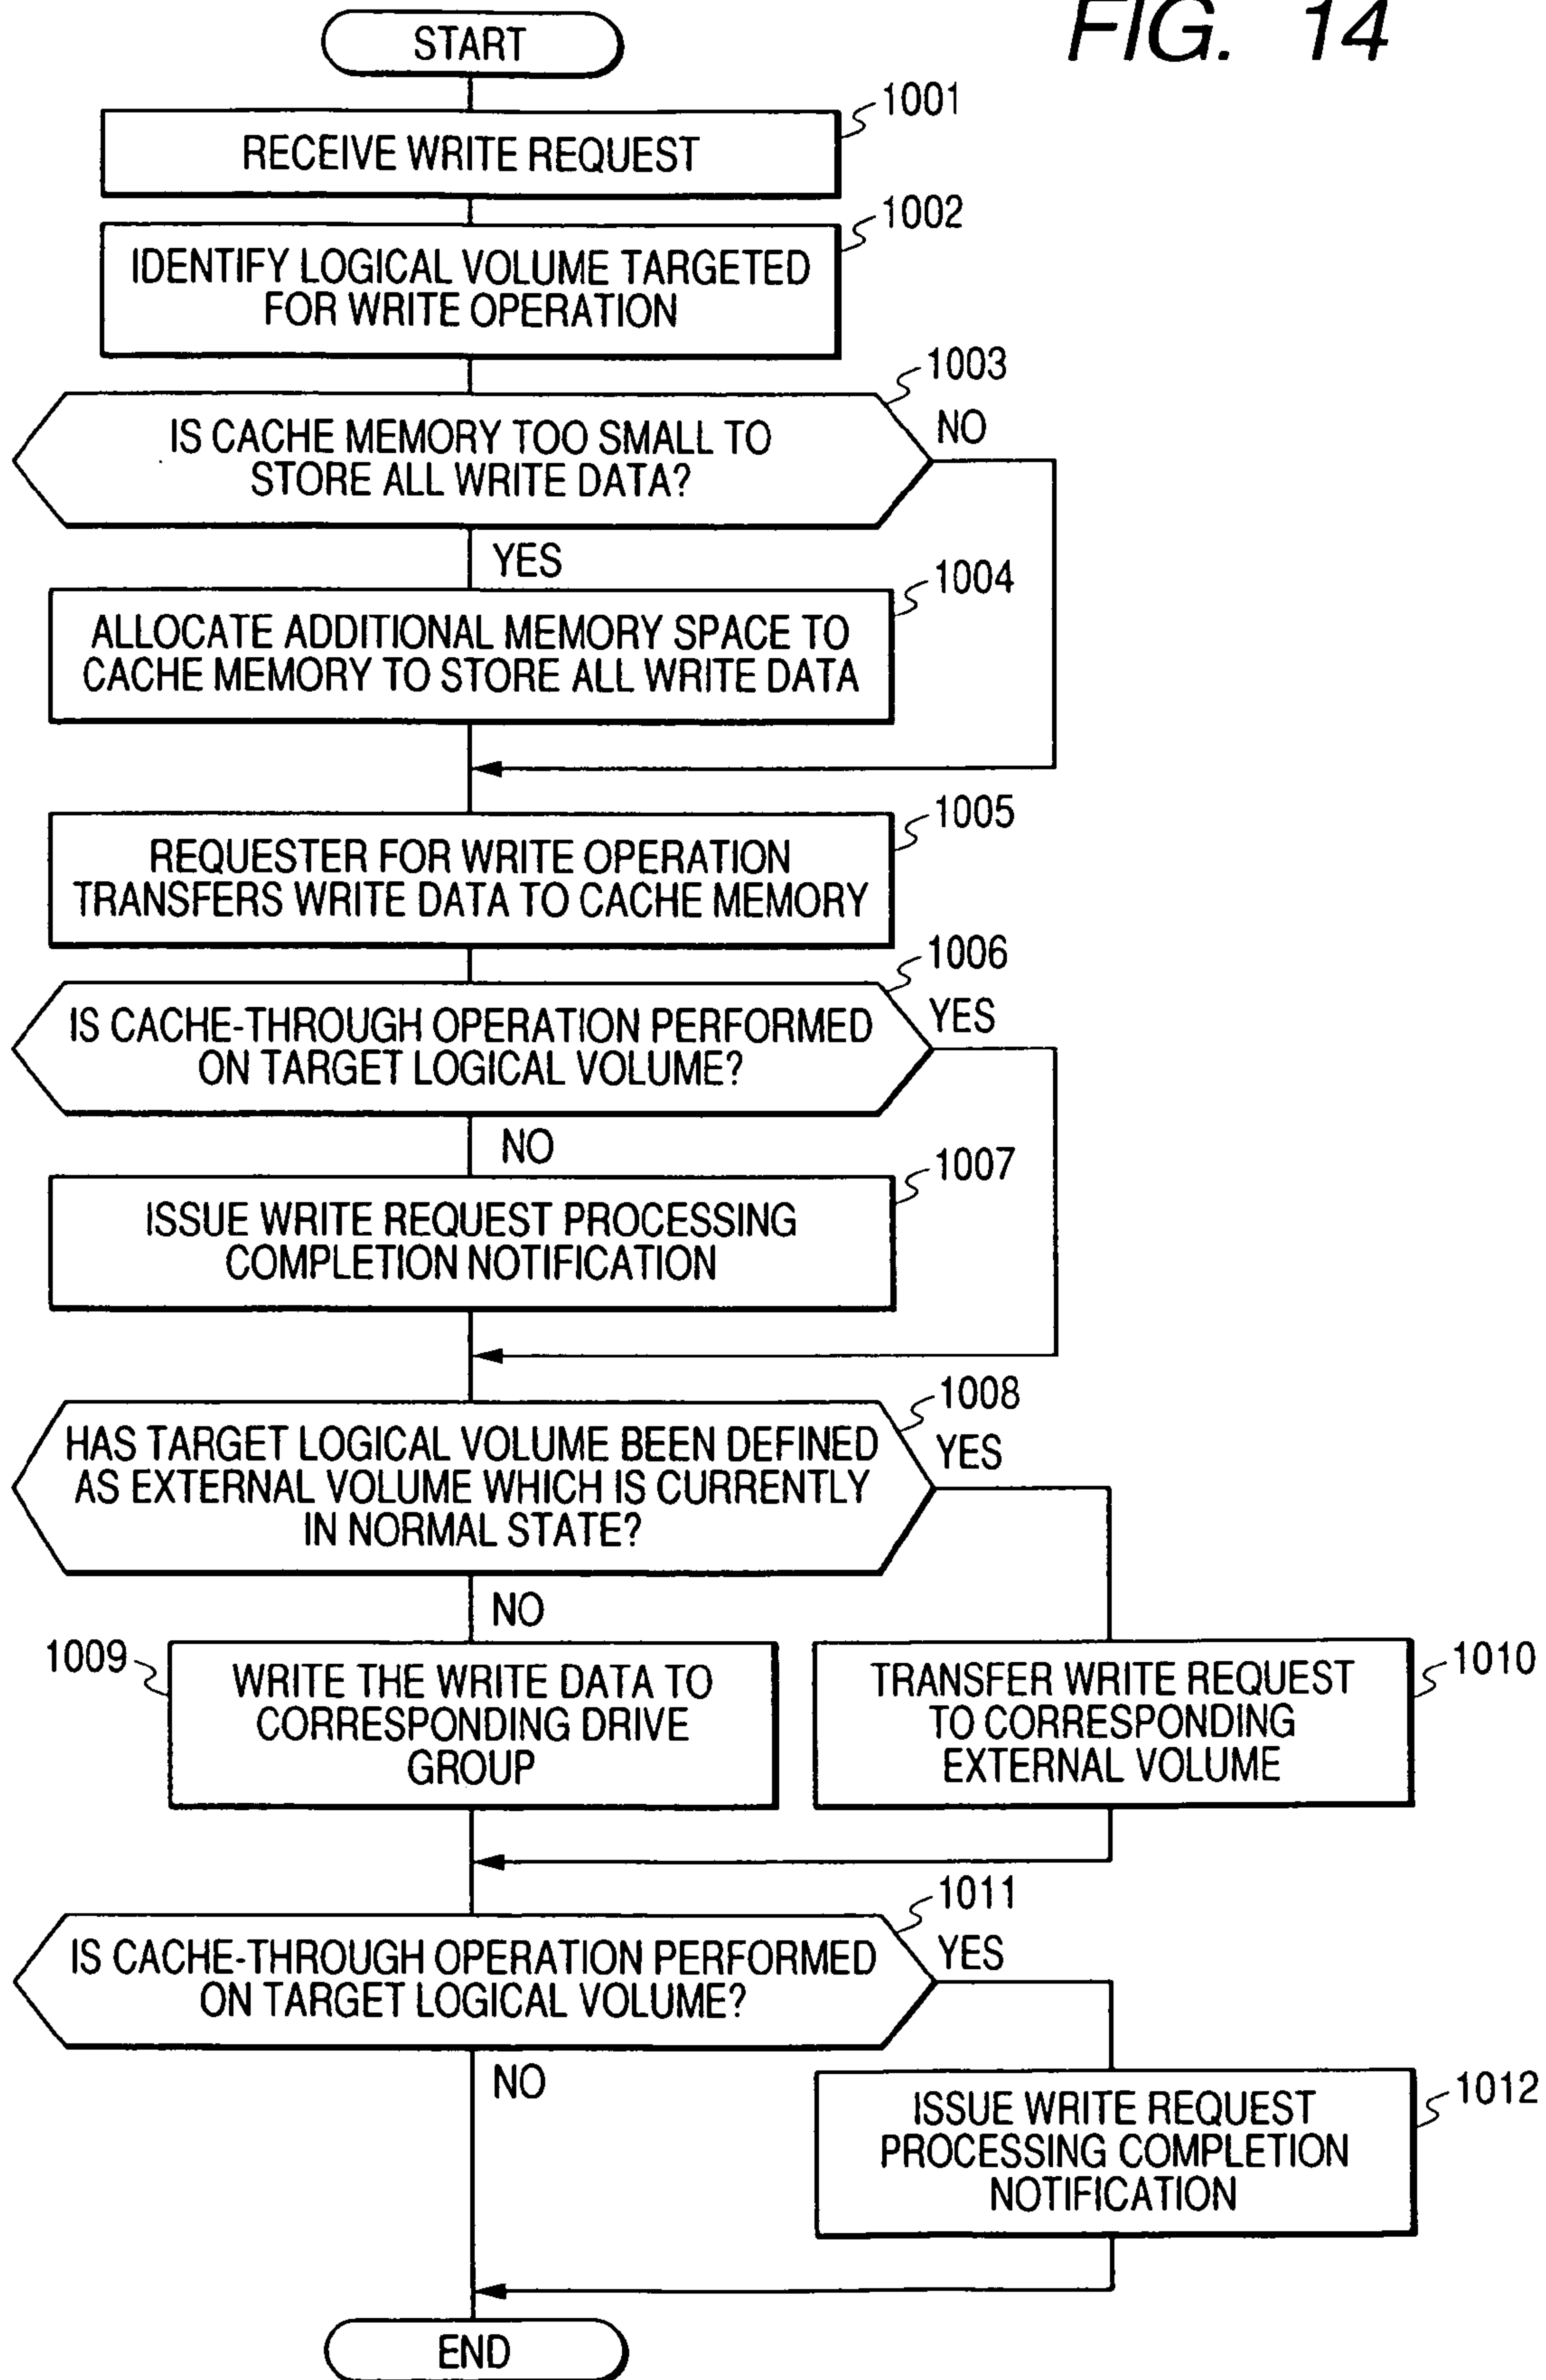 FIG. 14
START
1001
RECEIVE WRITE REQUEST
1002
IDENTIFY LOGICAL VOLUME TARGETED
FOR WRITE OPERATION
1003
IS CACHE MEMORY TOO SMALL TO
STORE ALL WRITE DATA?
NO
YES
1004
ALLOCATE ADDITIONAL MEMORY SPACE TO
CACHE MEMORY TO STORE ALL WRITE DATA
1005
REQUESTER FOR WRITE OPERATION
TRANSFERS WRITE DATA TO CACHE MEMORY
1006
IS CACHE-THROUGH OPERATION PERFORMED
ON TARGET LOGICAL VOLUME?
YES
NO
1007
ISSUE WRITE REQUEST PROCESSING
COMPLETION NOTIFICATION
1008
HAS TARGET LOGICAL VOLUME BEEN DEFINED
AS EXTERNAL VOLUME WHICH IS CURRENTLY
IN NORMAL STATE?
YES
NO
1009
WRITE THE WRITE DATA TO
CORRESPONDING DRIVE
GROUP
1010
TRANSFER WRITE REQUEST
TO CORRESPONDING
EXTERNAL VOLUME
1011
IS CACHE-THROUGH OPERATION PERFORMED
ON TARGET LOGICAL VOLUME?
YES
NO
1012
ISSUE WRITE REQUEST
PROCESSING COMPLETION
NOTIFICATION
END